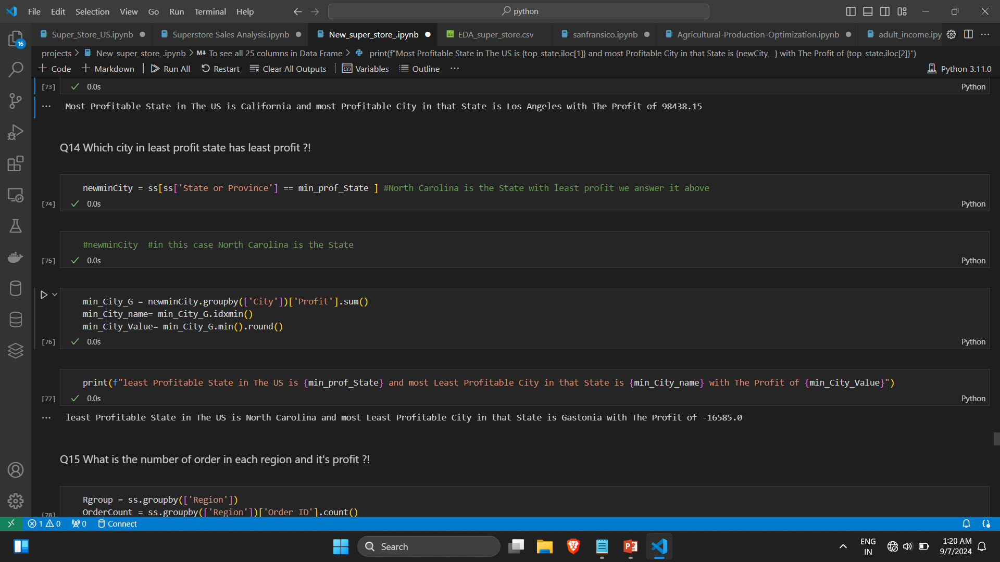 File Edit Selection View Go Run Terminal Help
python
16
Super_Store_US.ipynb
Superstore Sales Analysis.ipynb
New_super_store_.ipynb
EDA_super_store.csv
sanfransico.ipynb
Agricultural-Production-Optimization.ipynb
adult_income.ipy
projects > New_super_store_.ipynb > M↓ To see all 25 columns in Data Frame > print(f"Most Profitable State in The US is {top_state.iloc[1]} and most Profitable City in that State is {newCity__} with The Profit of {top_state.iloc[2]}")
+ Code + Markdown | Run All Restart Clear All Outputs | Variables Outline ...
Python 3.11.0
[73] 0.0s Python
Most Profitable State in The US is California and most Profitable City in that State is Los Angeles with The Profit of 98438.15
Q14 Which city in least profit state has least profit ?!
newminCity = ss[ss['State or Province'] == min_prof_State ] #North Carolina is the State with least profit we answer it above
[74] 0.0s Python
#newminCity  #in this case North Carolina is the State
[75] 0.0s Python
min_City_G = newminCity.groupby(['City'])['Profit'].sum()
min_City_name= min_City_G.idxmin()
min_City_Value= min_City_G.min().round()
[76] 0.0s Python
print(f"least Profitable State in The US is {min_prof_State} and most Least Profitable City in that State is {min_City_name} with The Profit of {min_City_Value}")
[77] 0.0s Python
least Profitable State in The US is North Carolina and most Least Profitable City in that State is Gastonia with The Profit of -16585.0
Q15 What is the number of order in each region and it's profit ?!
Rgroup = ss.groupby(['Region'])
OrderCount = ss.groupby(['Region'])['Order ID'].count()
[78]
1 0 0 Connect
Search
ENG
IN
1:20 AM
9/7/2024